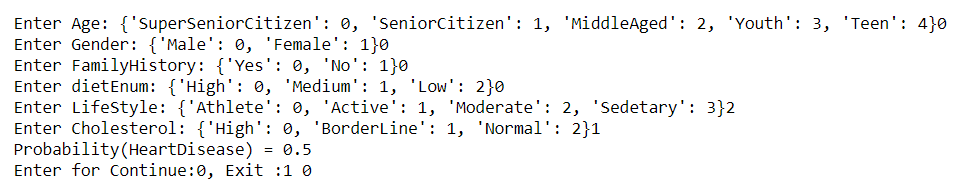 Enter Age: {'SuperSeniorCitizen': 0, 'SeniorCitizen': 1, 'MiddleAged': 2, 'Youth': 3, 'Teen': 4}0
Enter Gender: {'Male': 0, 'Female': 1}0
Enter FamilyHistory: {'Yes': 0, 'No': 1}0
Enter dietEnum: {'High': 0, 'Medium': 1, 'Low': 2}0
Enter LifeStyle: {'Athlete': 0, 'Active': 1, 'Moderate': 2, 'Sedetary': 3}2
Enter Cholesterol: {'High': 0, 'BorderLine': 1, 'Normal': 2}1
Probability(HeartDisease) = 0.5
Enter for Continue:0, Exit :1 0